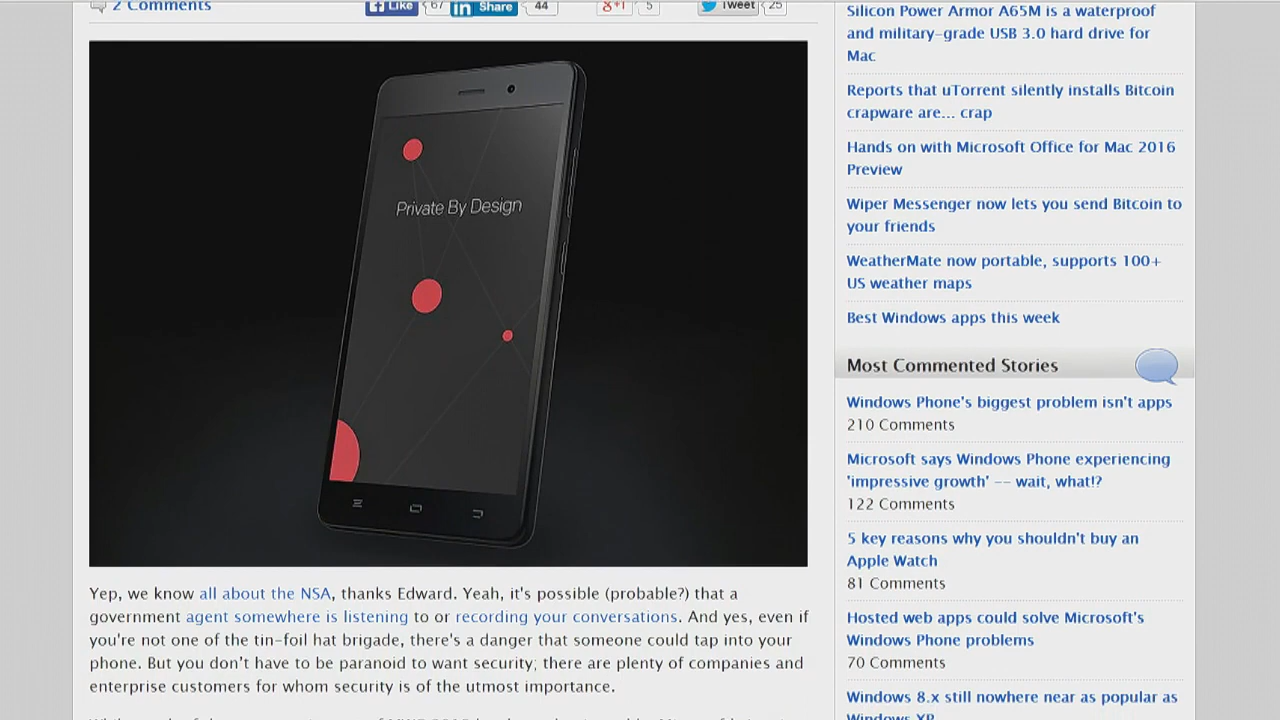 2 Comments
Like 67
Share 44
+1 5
Tweet 25
Private By Design
Yep, we know all about the NSA, thanks Edward. Yeah, it's possible (probable?) that a
government agent somewhere is listening to or recording your conversations. And yes, even if
you're not one of the tin-foil hat brigade, there's a danger that someone could tap into your
phone. But you don't have to be paranoid to want security; there are plenty of companies and
enterprise customers for whom security is of the utmost importance.
Silicon Power Armor A65M is a waterproof
and military-grade USB 3.0 hard drive for
Mac
Reports that uTorrent silently installs Bitcoin
crapware are... crap
Hands on with Microsoft Office for Mac 2016
Preview
Wiper Messenger now lets you send Bitcoin to
your friends
WeatherMate now portable, supports 100+
US weather maps
Best Windows apps this week
Most Commented Stories
Windows Phone's biggest problem isn't apps
210 Comments
Microsoft says Windows Phone experiencing
'impressive growth' -- wait, what!?
122 Comments
5 key reasons why you shouldn't buy an
Apple Watch
81 Comments
Hosted web apps could solve Microsoft's
Windows Phone problems
70 Comments
Windows 8.x still nowhere near as popular as
Windows XP